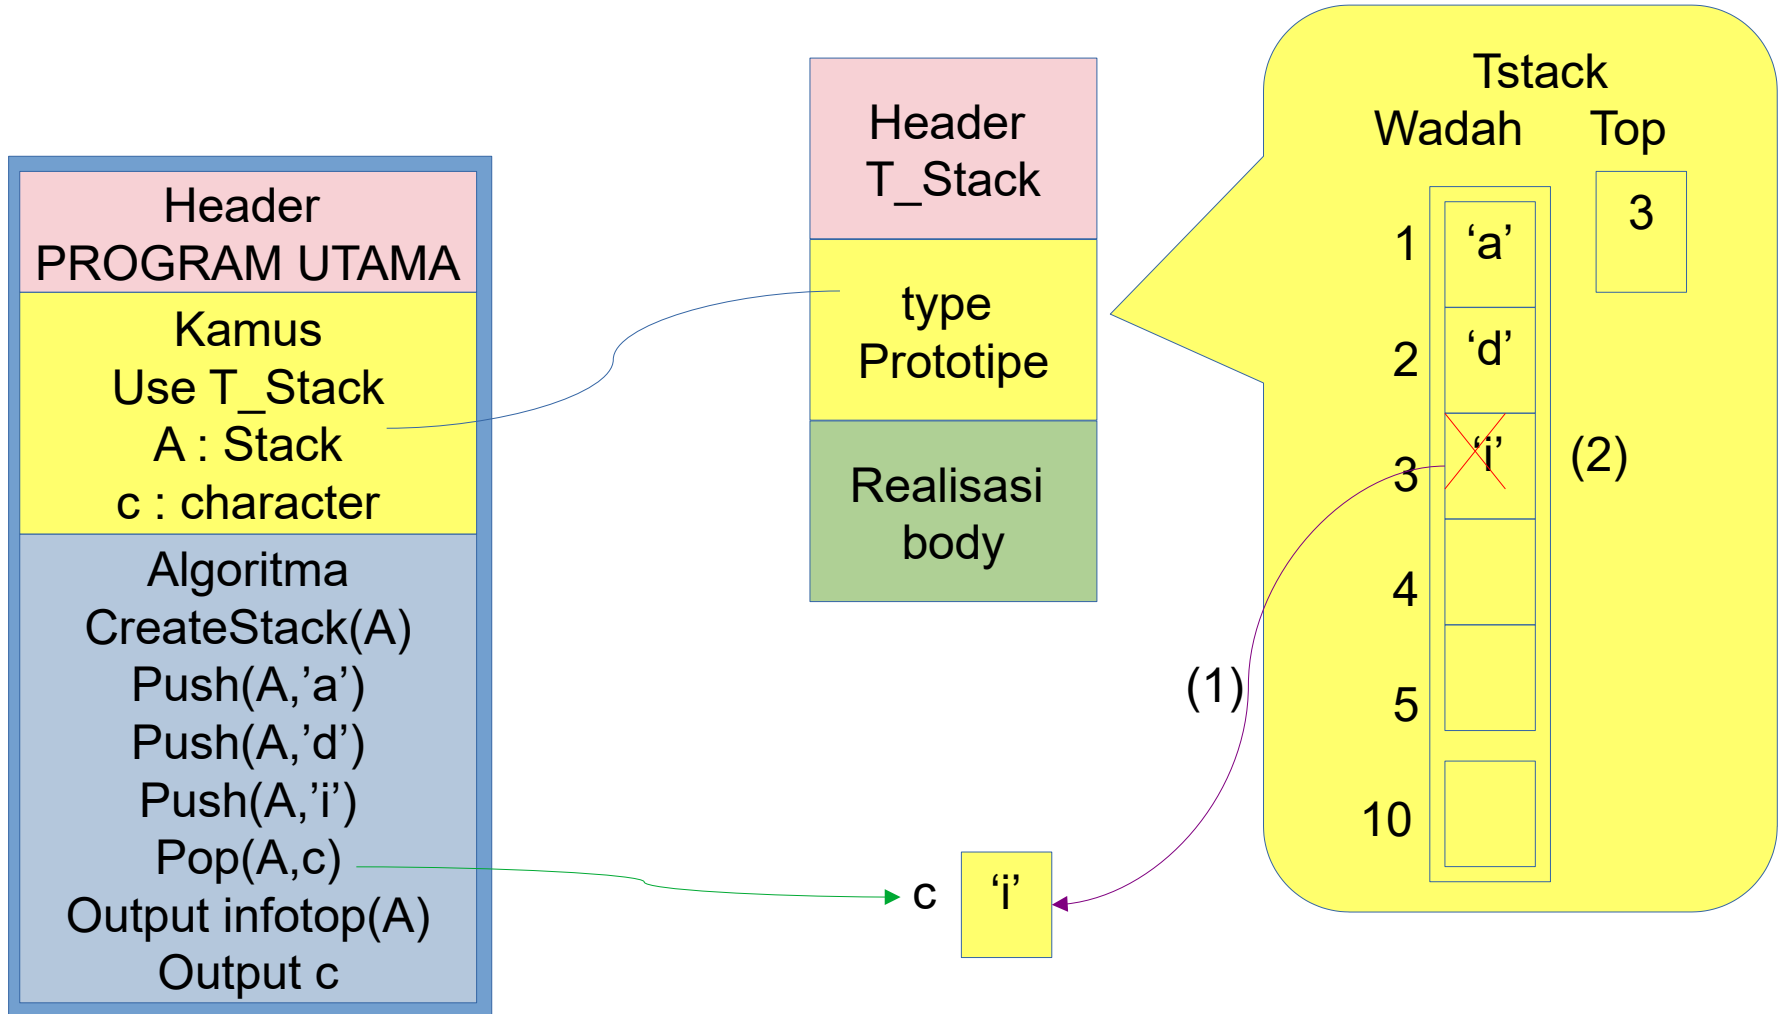 Header
PROGRAM UTAMA
Kamus
Use T_Stack
A : Stack
c : character
Algoritma
CreateStack(A)
Push(A,’a’)
Push(A,’d’)
Push(A,’i’)
Pop(A,c)
Output infotop(A)
Output c
Header
T_Stack
type
Prototipe
Realisasi
body
c
‘i’
(1)
Tstack
Wadah Top
3
1 ‘a’
2 ‘d’
3 ‘i’ (2)
4
5
10